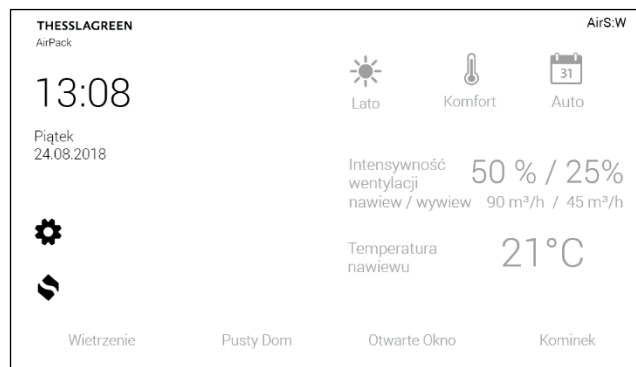 THESSLAGREEN
AirPack
AirS:W
13:08
Piątek
24.08.2018
31
Lato
Komfort
Auto
Intensywność
wentylacji
nawiew / wywiew
50 % / 25%
90 m³/h / 45 m³/h
Temperatura
nawiewu
21°C
Wietrzenie
Pusty Dom
Otwarte Okno
Kominek